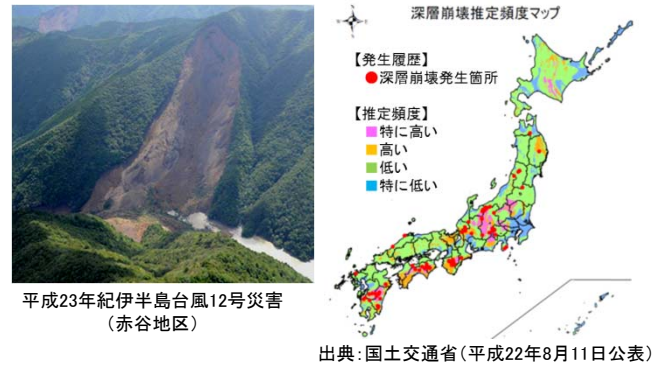 平成23年紀伊半島台風12号災害
（赤谷地区）
深層崩壊推定頻度マップ
【発生履歴】
深層崩壊発生箇所
【推定頻度】
特に高い
高い
低い
特に低い
出典：国土交通省（平成22年8月11日公表）